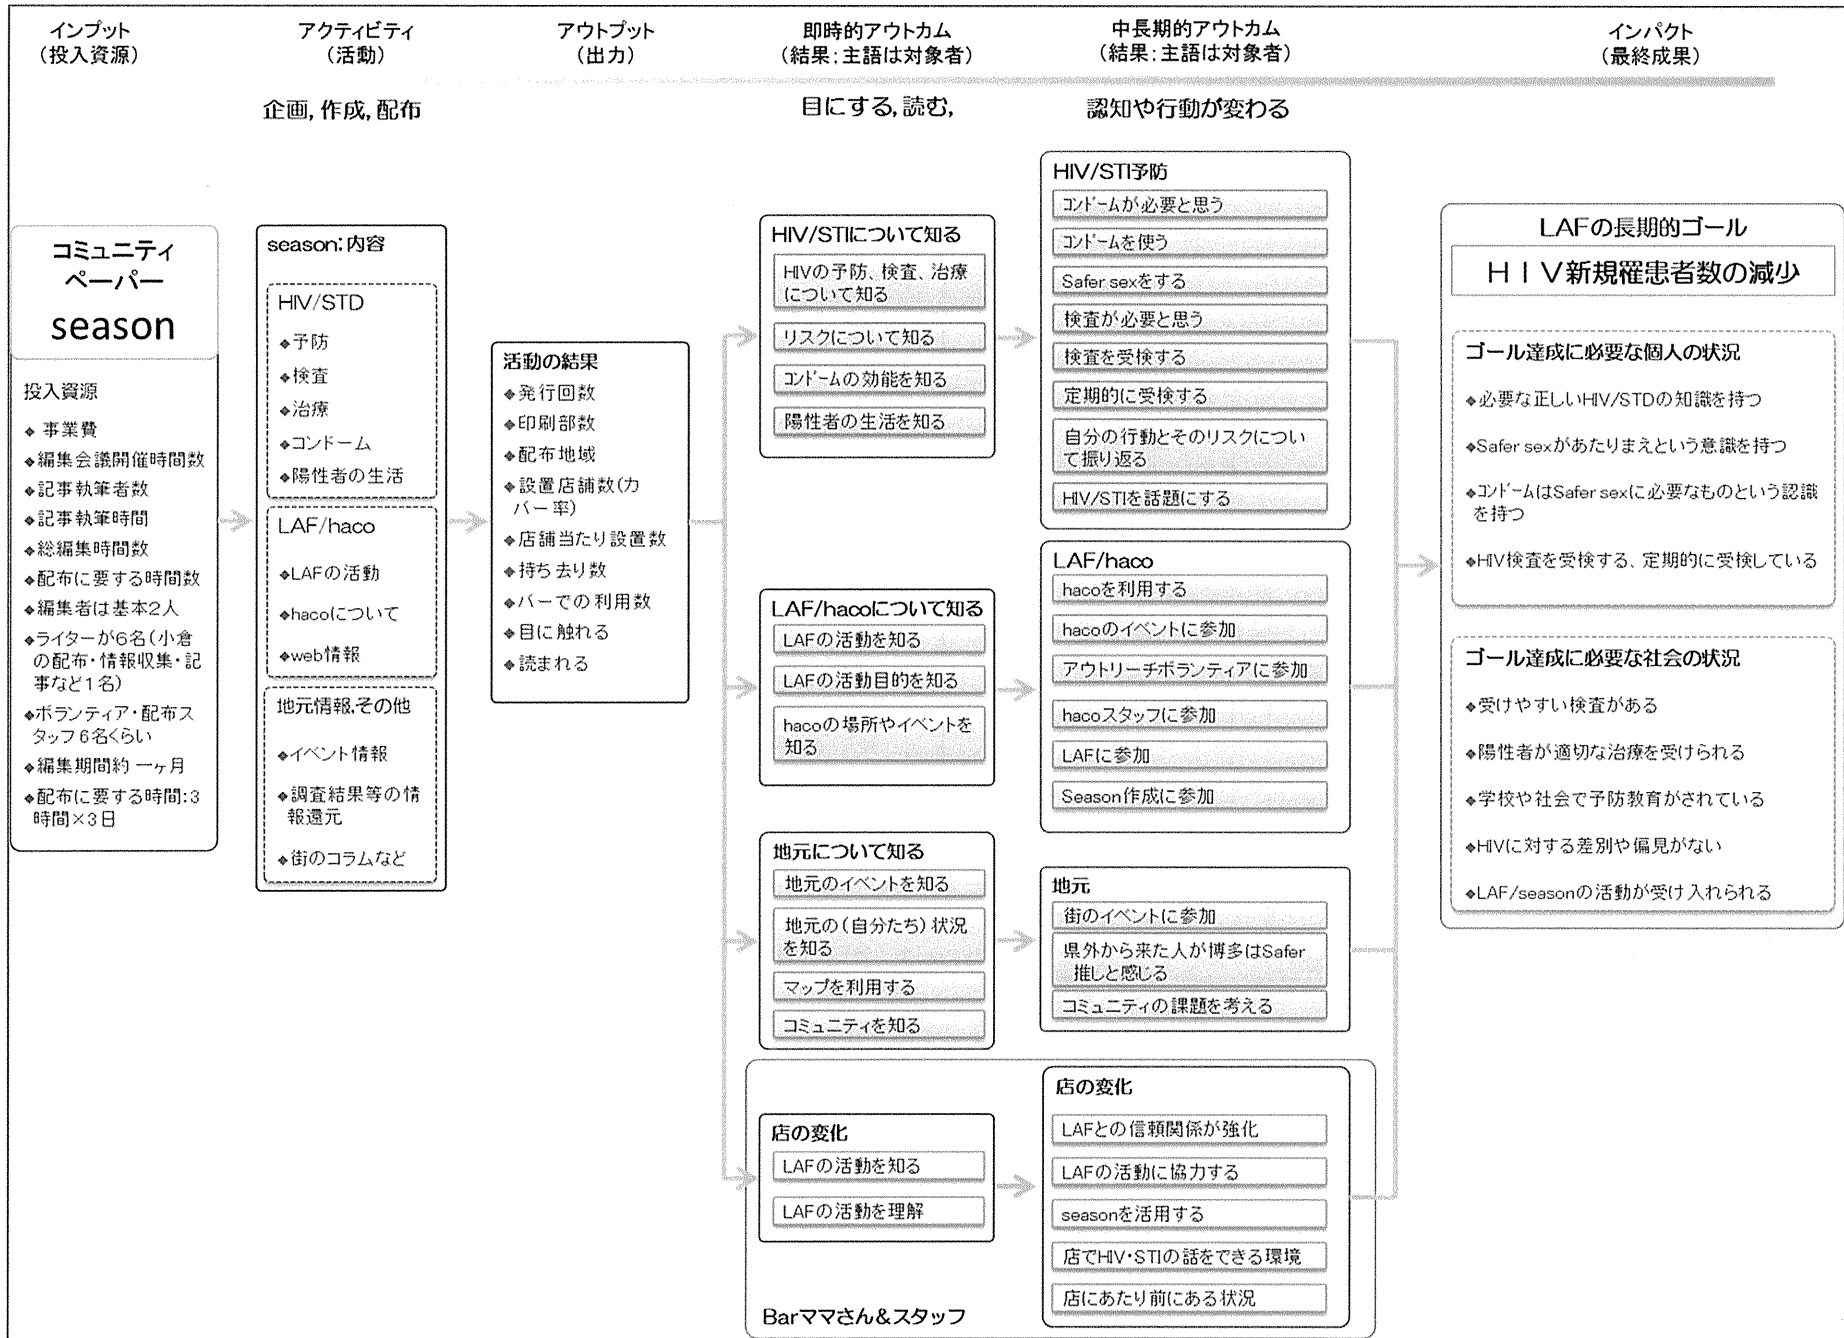 インプット
(投入資源)
アクティビティ
(活動)
アウトプット
(出力)
即時的アウトカム
(結果;主語は対象者)
中長期的アウトカム
(結果;主語は対象者)
インパクト
(最終成果)
企画,作成,配布
目にする,読む,
認知や行動が変わる
コミュニティ
ペーパー
season
投入資源
◆事業費
◆編集会議開催時間数
◆記事執筆者数
◆記事執筆時間
◆総編集時間数
◆配布に要する時間数
◆編集者は基本2人
◆ライターが6名(小倉
の配布・情報収集・記
事など1名)
◆ボランティア・配布ス
タッフ6名くらい
◆編集期間約一ヶ月
◆配布に要する時間:3
時間×3日
season:内容
HIV/STD
◆予防
◆検査
◆治療
◆コンドーム
◆陽性者の生活
LAF/haco
◆LAFの活動
◆hacoについて
◆web情報
地元情報,その他
◆イベント情報
◆調査結果等の情
報還元
◆街のコラムなど
活動の結果
◆発行回数
◆印刷部数
◆配布地域
◆設置店舗数(カ
バー率)
◆店舗当たり設置数
◆持ち去り数
◆バーでの利用数
◆目に触れる
◆読まれる
HIV/STIについて知る
HIVの予防、検査、治療
について知る
リスクについて知る
コンドームの効能を知る
陽性者の生活を知る
LAF/hacoについて知る
LAFの活動を知る
LAFの活動目的を知る
hacoの場所やイベントを
知る
地元について知る
地元のイベントを知る
地元の(自分たち)状況
を知る
マップを利用する
コミュニティを知る
店の変化
LAFの活動を知る
LAFの活動を理解
Barママさん&スタッフ
HIV/STI予防
コンドームが必要と思う
コンドームを使う
Safer sexをする
検査が必要と思う
検査を受検する
定期的に受検する
自分の行動とそのリスクについ
て振り返る
HIV/STIを話題にする
LAF/haco
hacoを利用する
hacoのイベントに参加
アウトリーチボランティアに参加
hacoスタッフに参加
LAFに参加
Season作成に参加
地元
街のイベントに参加
県外から来た人が博多はSafer
推しと感じる
コミュニティの課題を考える
店の変化
LAFとの信頼関係が強化
LAFの活動に協力する
seasonを活用する
店でHIV・STIの話をできる環境
店にあたり前にある状況
LAFの長期的ゴール
HIV新規罹患者数の減少
ゴール達成に必要な個人の状況
◆必要な正しいHIV/STDの知識を持つ
◆Safer sexがあたりまえという意識を持つ
◆コンドームはSafer sexに必要なものという認識
を持つ
◆HIV検査を受検する、定期的に受検している
ゴール達成に必要な社会の状況
◆受けやすい検査がある
◆陽性者が適切な治療を受けられる
◆学校や社会で予防教育がされている
◆HIVに対する差別や偏見がない
◆LAF/seasonの活動が受け入れられる